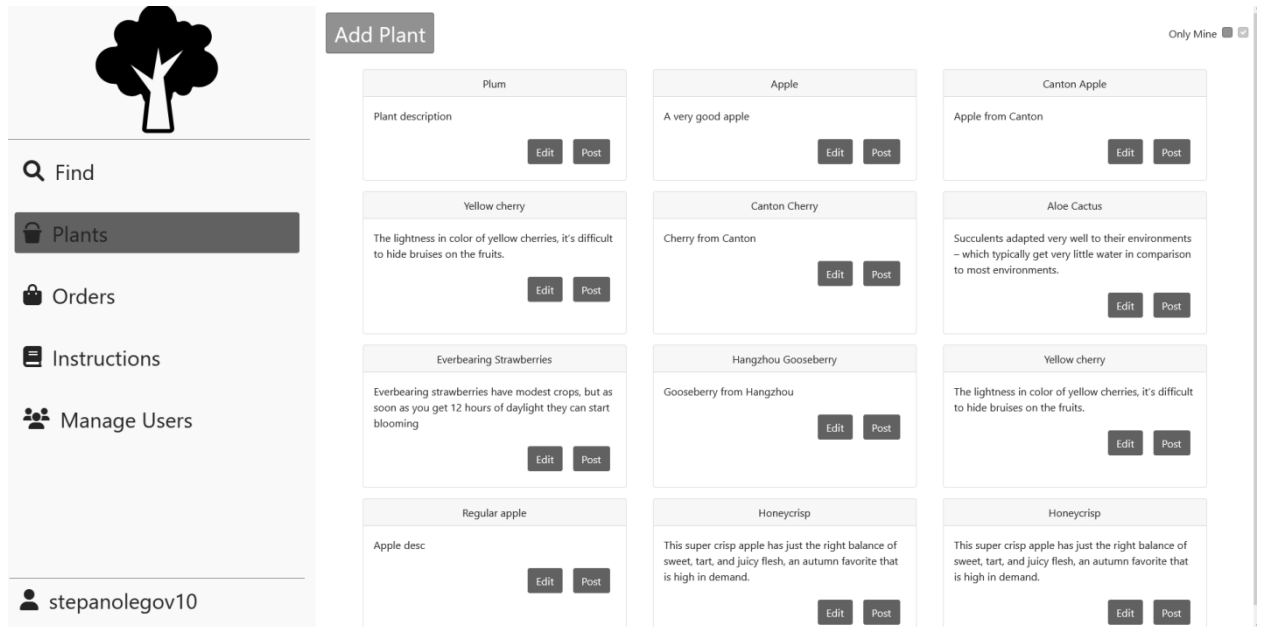 Find
Plants
Orders
Instructions
Manage Users
stepanolegov10
Add Plant
Only Mine
Plum
Plant description
Edit Post
Apple
A very good apple
Edit Post
Canton Apple
Apple from Canton
Edit Post
Yellow cherry
The lightness in color of yellow cherries, it's difficult
to hide bruises on the fruits.
Edit Post
Canton Cherry
Cherry from Canton
Edit Post
Aloe Cactus
Succulents adapted very well to their environments
– which typically get very little water in comparison
to most environments.
Edit Post
Everbearing Strawberries
Everbearing strawberries have modest crops, but as
soon as you get 12 hours of daylight they can start
blooming
Edit Post
Hangzhou Gooseberry
Gooseberry from Hangzhou
Edit Post
Yellow cherry
The lightness in color of yellow cherries, it's difficult
to hide bruises on the fruits.
Edit Post
Regular apple
Apple desc
Edit Post
Honeycrisp
This super crisp apple has just the right balance of
sweet, tart, and juicy flesh, an autumn favorite that
is high in demand.
Edit Post
Honeycrisp
This super crisp apple has just the right balance of
sweet, tart, and juicy flesh, an autumn favorite that
is high in demand.
Edit Post